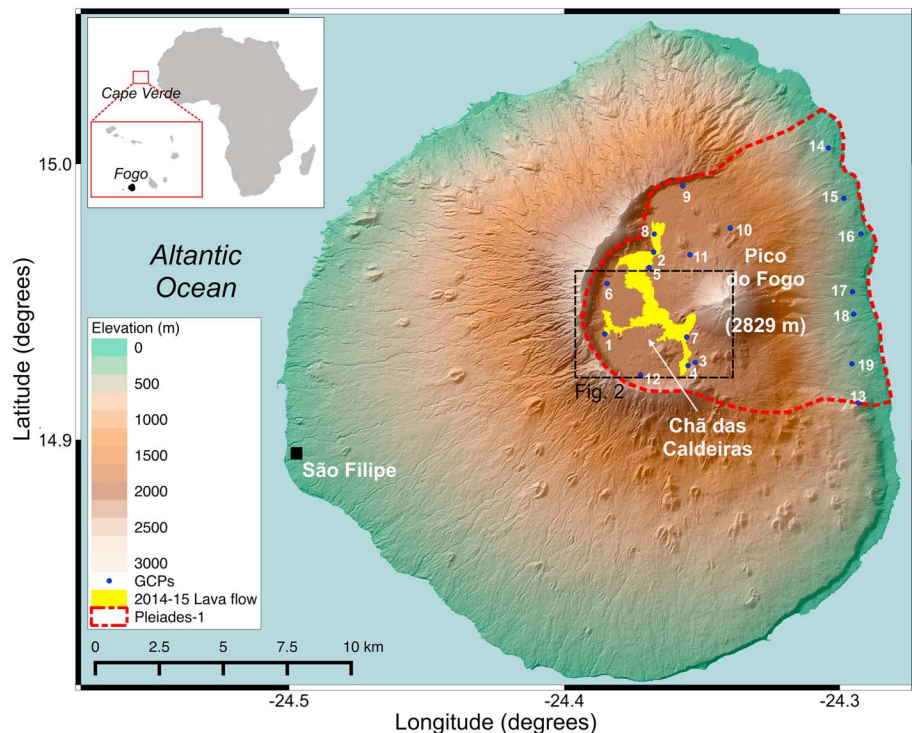 Cape Verde
Fogo
Altantic
Ocean
Elevation (m)
0
500
1000
1500
2000
2500
3000
GCPs
2014-15 Lava flow
Pleiades-1
0 2.5 5 7.5 10 km
São Filipe
14
15
9
10
16
8
2
11
5
Pico
do Fogo
6
17
(2829 m)
18
1
7
3
4
19
12
13
Fig. 2
Chã das
Caldeiras
15.0
14.9
Latitude (degrees)
-24.5 -24.4 -24.3
Longitude (degrees)